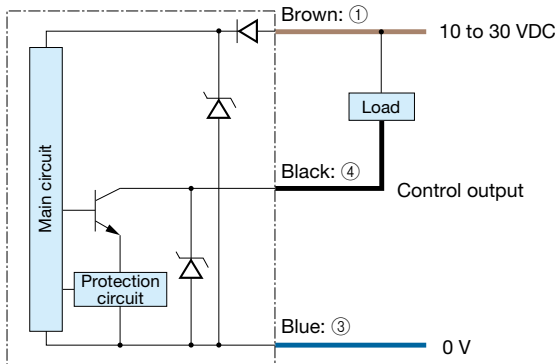 Brown: ①
10 to 30 VDC
Load
Main circuit
Black: ④
Control output
Protection
circuit
Blue: ③
0 V